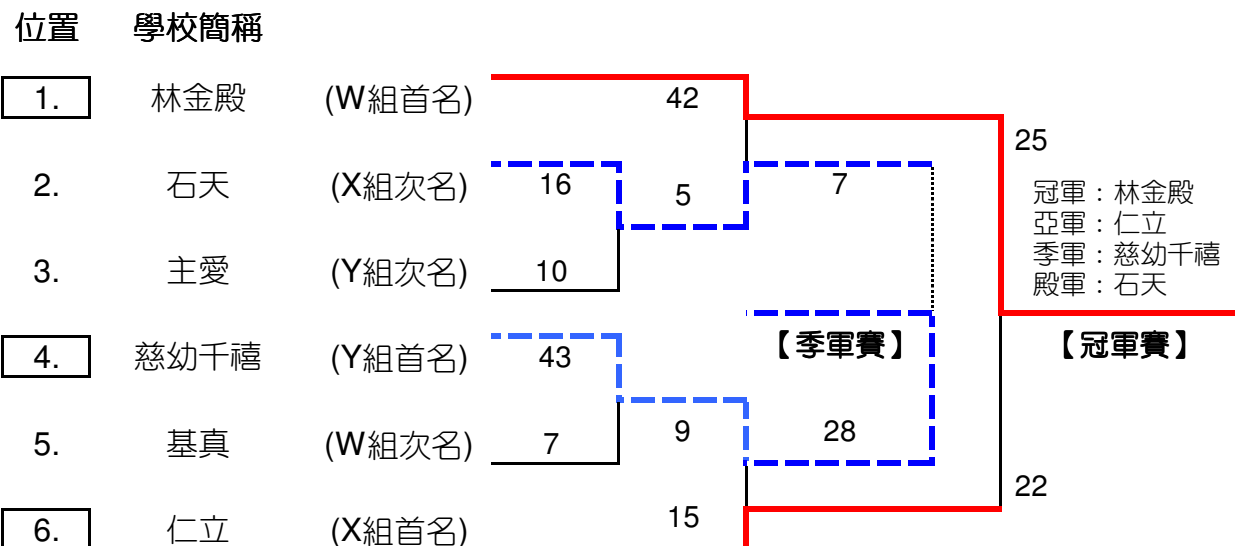 位置 學校簡稱
1. 林金殿 (W組首名) 42
25
2. 石天 (X組次名) 16 5 7
冠軍：林金殿
亞軍：仁立
季軍：慈幼千禧
殿軍：石天
3. 主愛 (Y組次名) 10
4. 慈幼千禧 (Y組首名) 43 【季軍賽】 【冠軍賽】
5. 基真 (W組次名) 7 9 28
22
6. 仁立 (X組首名) 15